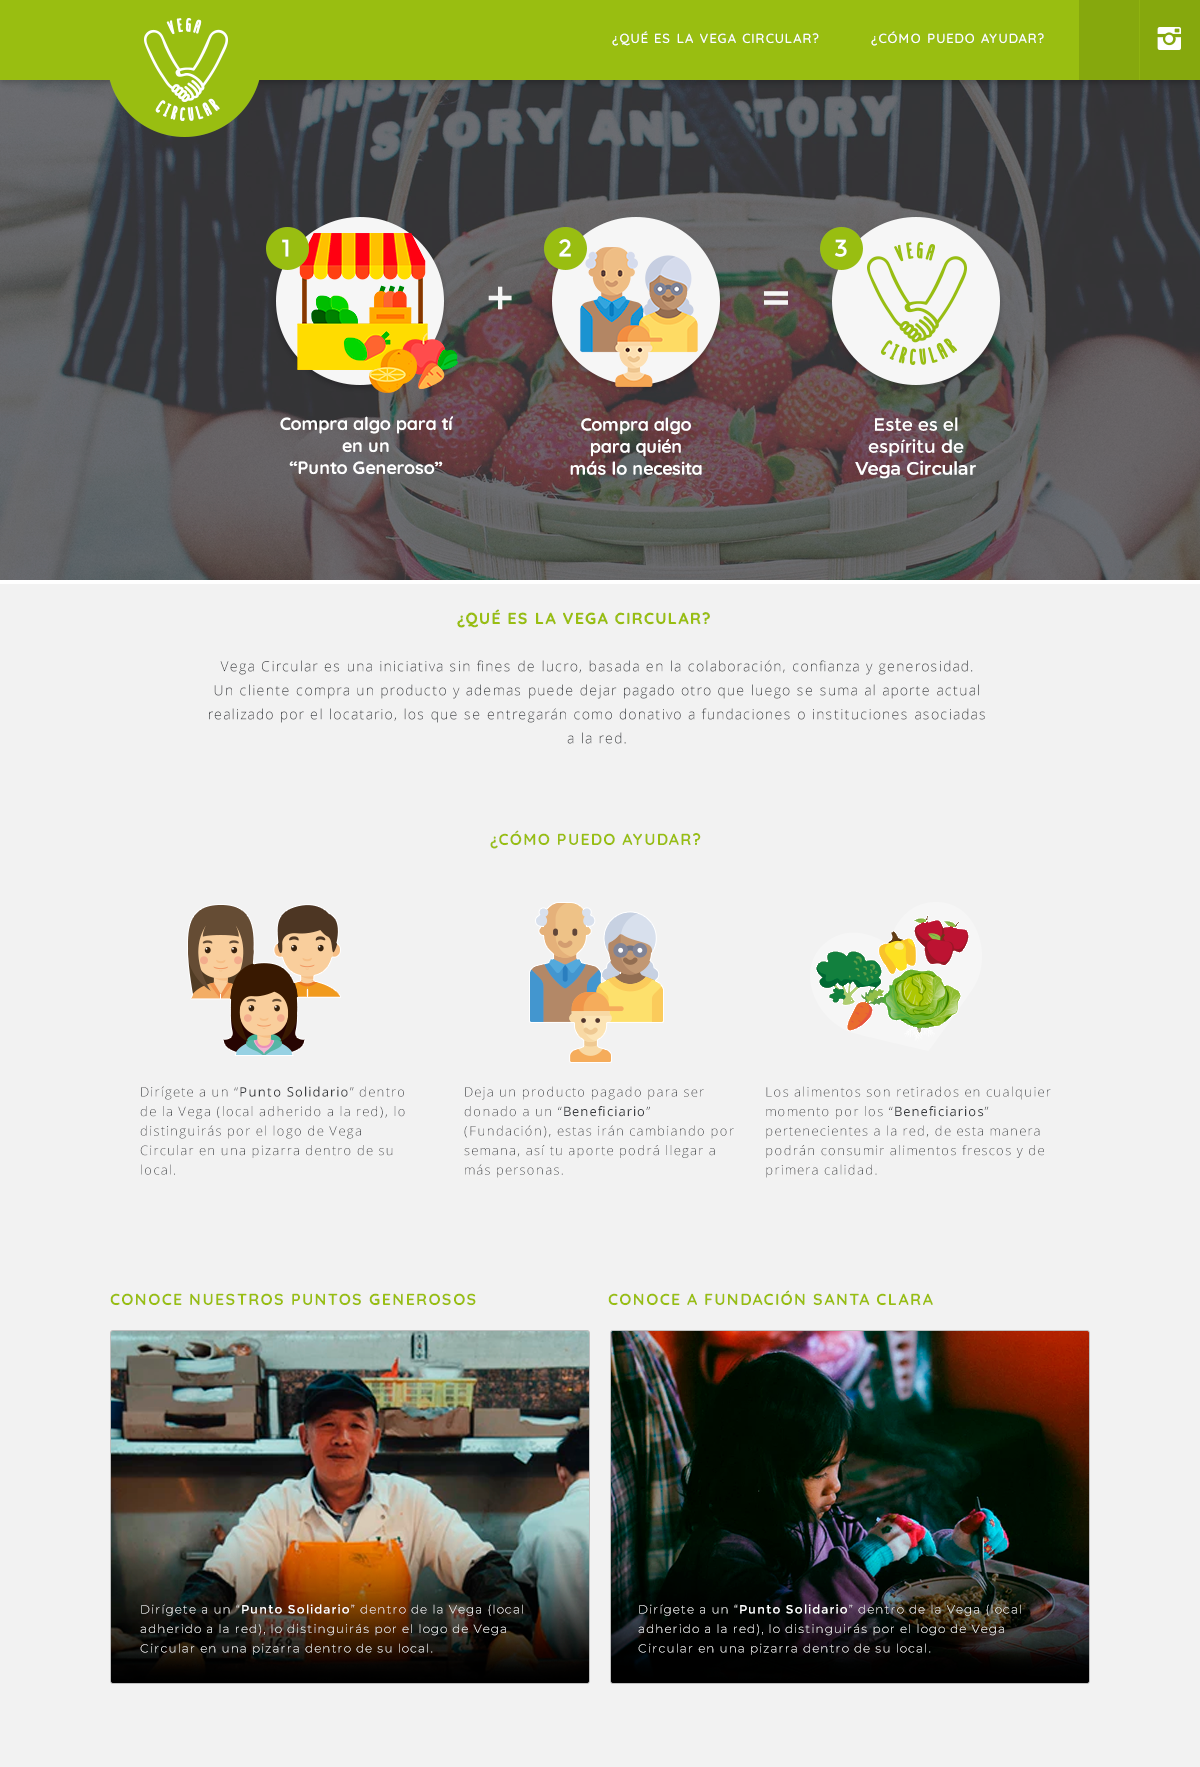 VEGA
CIRCULAR
¿QUÉ ES LA VEGA CIRCULAR?
¿CÓMO PUEDO AYUDAR?
STORY AND STORY
1
+
2
=
3
VEGA
CIRCULAR
Compra algo para tí
en un
“Punto Generoso”
Compra algo
para quién
más lo necesita
Este es el
espíritu de
Vega Circular
¿QUÉ ES LA VEGA CIRCULAR?
Vega Circular es una iniciativa sin fines de lucro, basada en la colaboración, confianza y generosidad.
Un cliente compra un producto y ademas puede dejar pagado otro que luego se suma al aporte actual
realizado por el locatario, los que se entregarán como donativo a fundaciones o instituciones asociadas
a la red.
¿CÓMO PUEDO AYUDAR?
Dirígete a un “Punto Solidario” dentro
de la Vega (local adherido a la red), lo
distinguirás por el logo de Vega
Circular en una pizarra dentro de su
local.
Deja un producto pagado para ser
donado a un “Beneficiario”
(Fundación), estas irán cambiando por
semana, así tu aporte podrá llegar a
más personas.
Los alimentos son retirados en cualquier
momento por los “Beneficiarios”
pertenecientes a la red, de esta manera
podrán consumir alimentos frescos y de
primera calidad.
CONOCE NUESTROS PUNTOS GENEROSOS
Dirígete a un “Punto Solidario” dentro de la Vega (local
adherido a la red), lo distinguirás por el logo de Vega
Circular en una pizarra dentro de su local.
CONOCE A FUNDACIÓN SANTA CLARA
Dirígete a un “Punto Solidario” dentro de la Vega (local
adherido a la red), lo distinguirás por el logo de Vega
Circular en una pizarra dentro de su local.